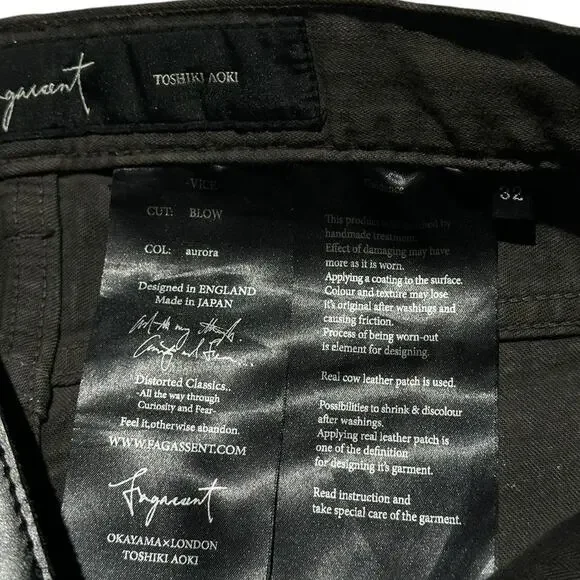 Fagassent
TOSHIKI AOKI
32
-VICE
CUT: BLOW
COL: aurora
Designed in ENGLAND
Made in JAPAN
Distorted Classics..
-All the way through
Curiosity and Fear-
Feel it,otherwise abandon.
WWW.FAGASSENT.COM
Fagassent
OKAYAMA×LONDON
TOSHIKI AOKI
This product by
handmade treatment.
Effect of damaging may have
more as it is worn.
Applying a coating to the surface.
Colour and texture may lose
it's original after washings and
causing friction.
Process of being worn-out
is element for designing.
Real cow leather patch is used.
Possibilities to shrink & discolour
after washings.
Applying real leather patch is
one of the definition
for designing it's garment.
Read instruction and
take special care of the garment.